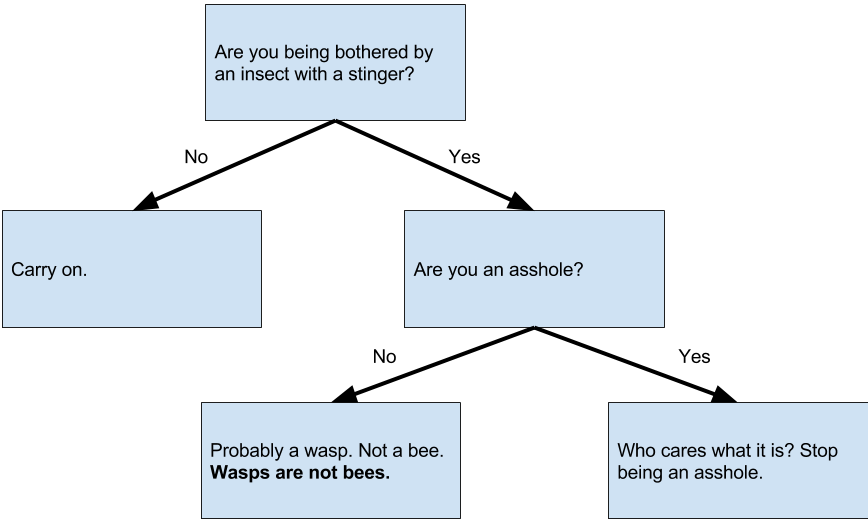 Are you being bothered by
an insect with a stinger?
No
Yes
Carry on.
Are you an asshole?
No
Yes
Probably a wasp. Not a bee.
Wasps are not bees.
Who cares what it is? Stop
being an asshole.